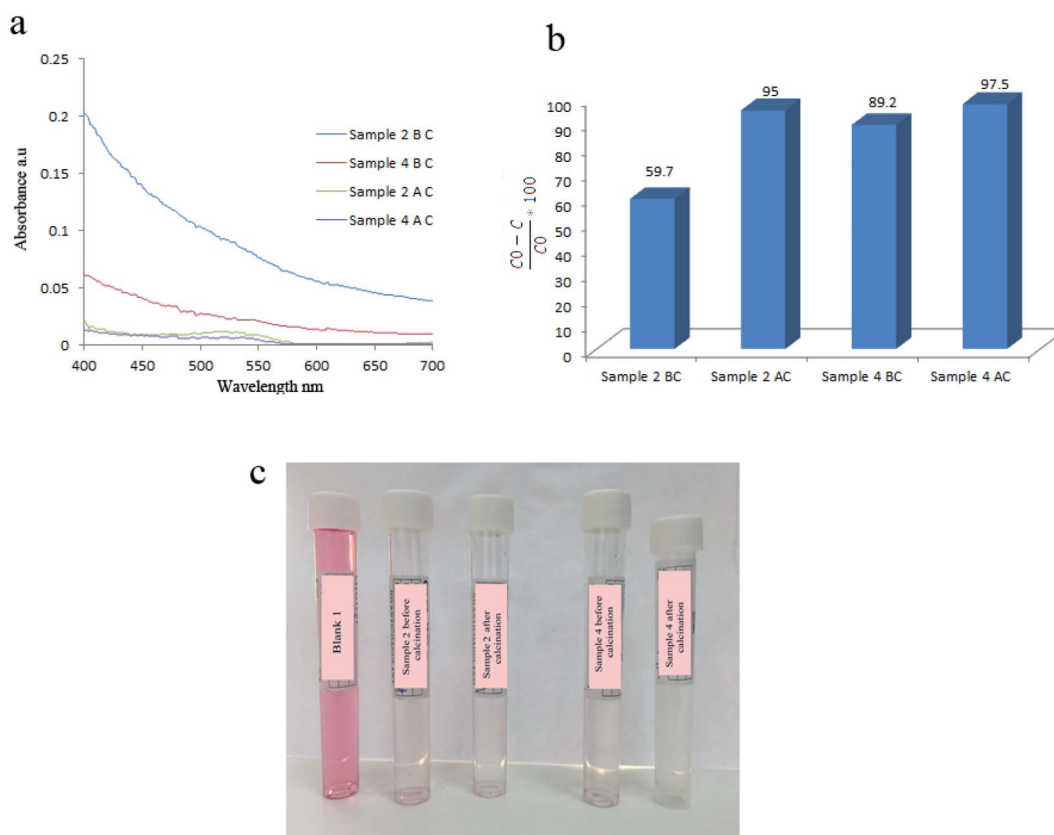 a
0.25
0.2
0.15
0.1
0.05
0
Absorbance a.u
400 450 500 550 600 650 700
Wavelength nm
Sample 2 B C
Sample 4 B C
Sample 2 A C
Sample 4 A C
b
100
90
80
70
60
50
40
30
20
10
0
C0 − C
C0
* 100
59.7
95
89.2
97.5
Sample 2 BC Sample 2 AC Sample 4 BC Sample 4 AC
c
Blank 1
Sample 2 before
calcination
Sample 2 after
calcination
Sample 4 before
calcination
Sample 4 after
calcination